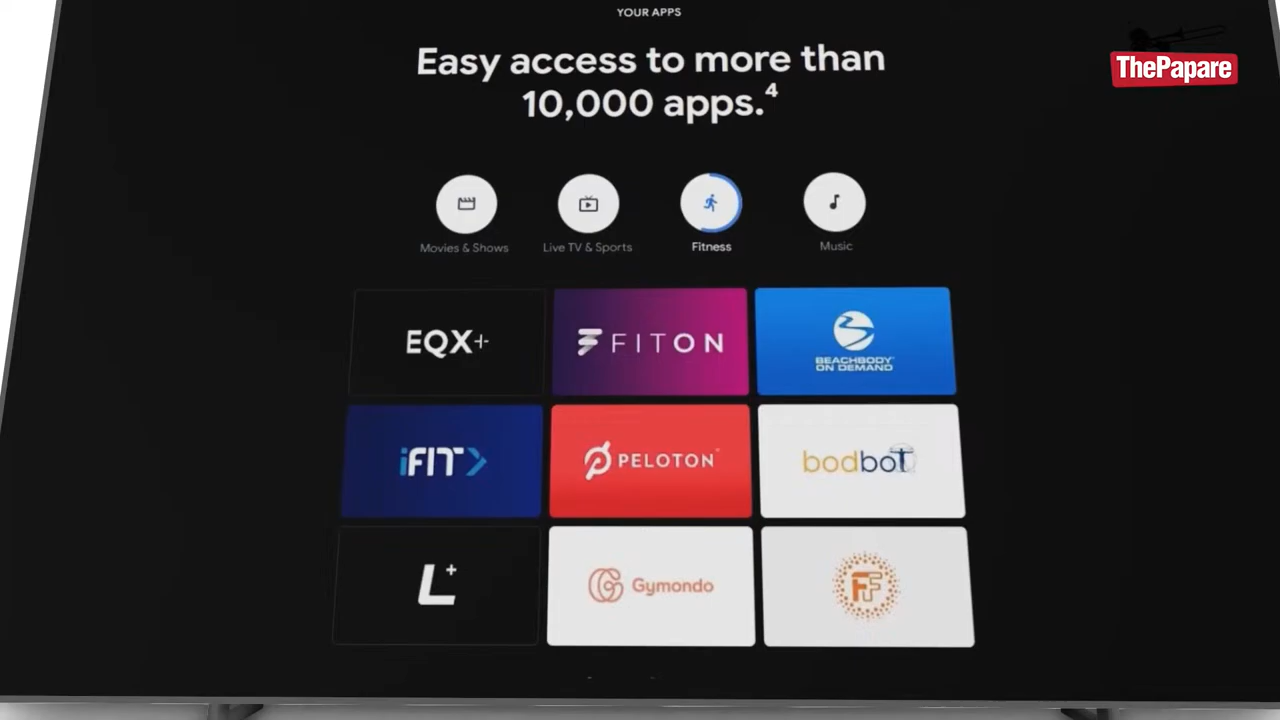 YOUR APPS
ThePapare
Easy access to more than
10,000 apps.4
Movies & Shows
Live TV & Sports
Fitness
Music
EQX+
FITON
BEACHBODY
ON DEMAND
iFIT
PELOTON
bodbot
L+
Gymondo
FF